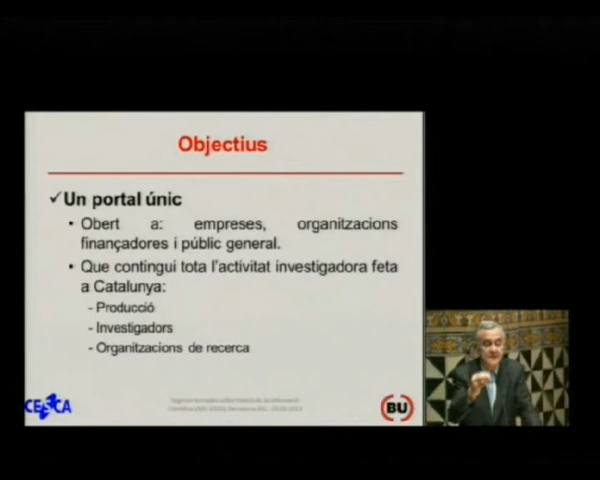 Objectius
✓Un portal únic
• Obert a: empreses, organitzacions
finançadores i públic general.
• Que contingui tota l'activitat investigadora feta
a Catalunya:
- Producció
- Investigadors
- Organitzacions de recerca
CESCA
BU